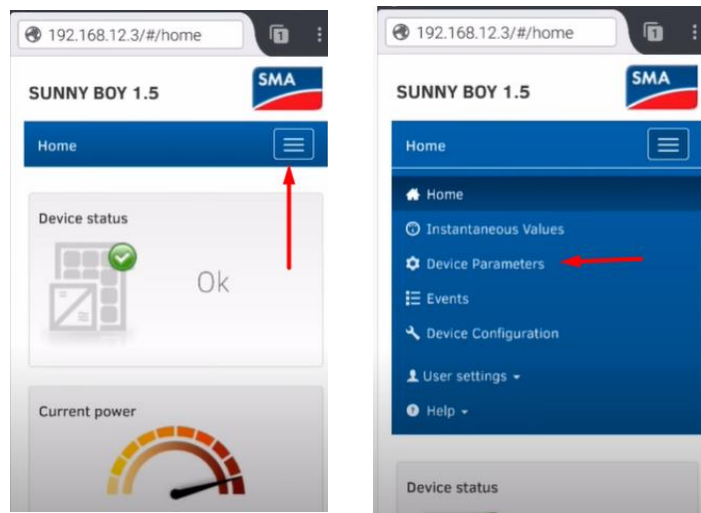 192.168.12.3/#/home
1
SUNNY BOY 1.5
SMA
Home
Device status
Ok
Current power
192.168.12.3/#/home
1
SUNNY BOY 1.5
SMA
Home
Home
Instantaneous Values
Device Parameters
Events
Device Configuration
User settings
Help
Device status